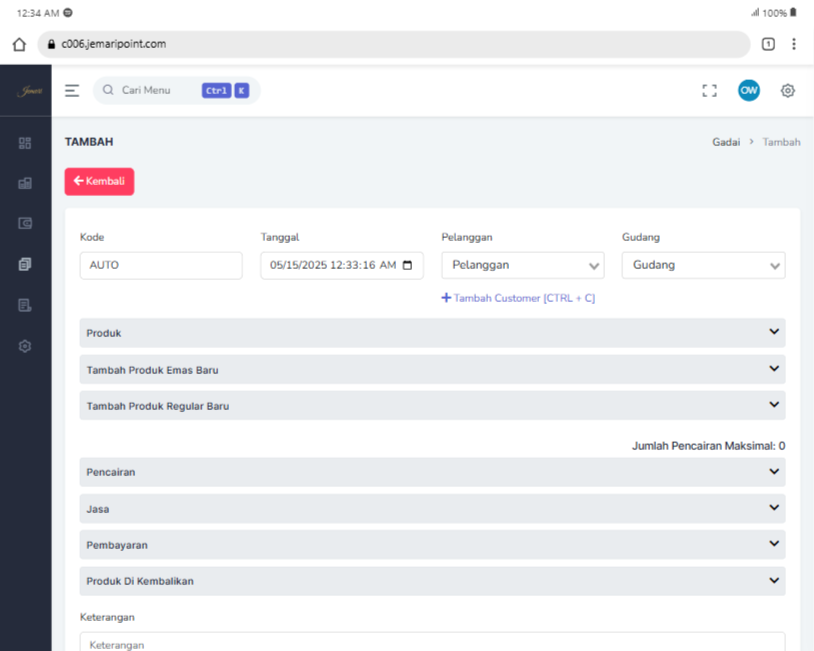 12:34 AM
100%
c006.jemaripoint.com
1
Jemari
Cari Menu Ctrl K
OW
TAMBAH
Gadai > Tambah
Kembali
Kode Tanggal Pelanggan Gudang
AUTO 05/15/2025 12:33:16 AM Pelanggan Gudang
+ Tambah Customer [CTRL + C]
Produk
Tambah Produk Emas Baru
Tambah Produk Regular Baru
Jumlah Pencairan Maksimal: 0
Pencairan
Jasa
Pembayaran
Produk Di Kembalikan
Keterangan
Keterangan